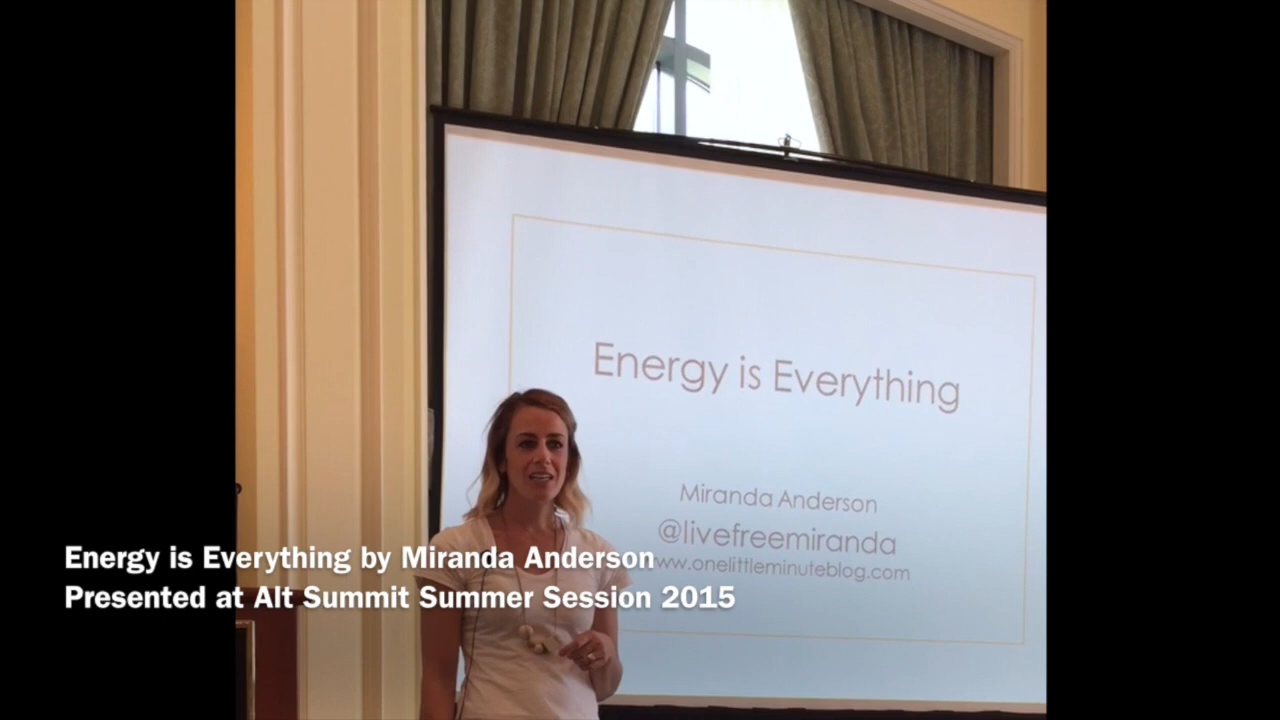 Energy is Everything
Miranda Anderson
@livefreemiranda
www.onelittleminuteblog.com
Energy is Everything by Miranda Anderson
Presented at Alt Summit Summer Session 2015